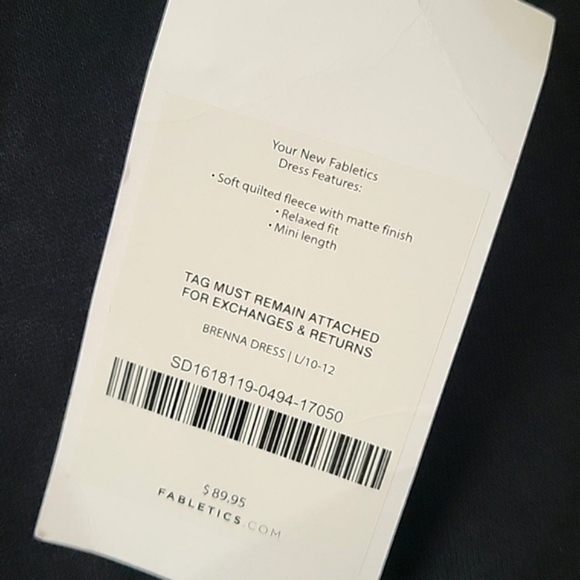 Your New Fabletics
Dress Features:
• Soft quilted fleece with matte finish
• Relaxed fit
• Mini length
TAG MUST REMAIN ATTACHED
FOR EXCHANGES & RETURNS
BRENNA DRESS | L/10-12
SD1618119-0494-17050
$89.95
FABLETICS.COM